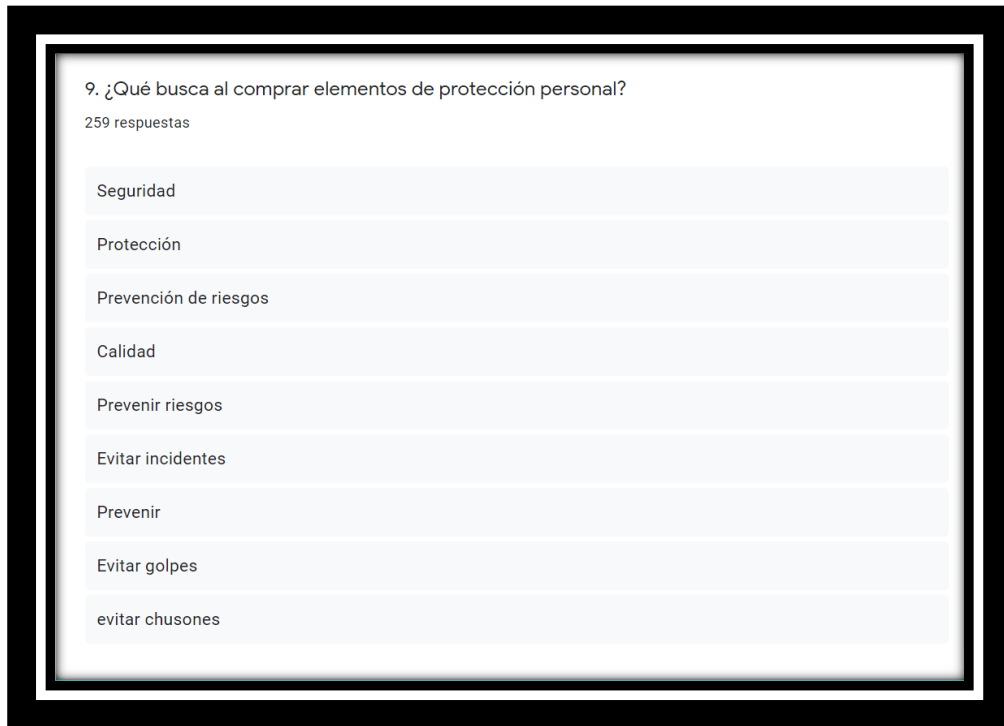 9. ¿Qué busca al comprar elementos de protección personal?
259 respuestas
Seguridad
Protección
Prevención de riesgos
Calidad
Prevenir riesgos
Evitar incidentes
Prevenir
Evitar golpes
evitar chusones